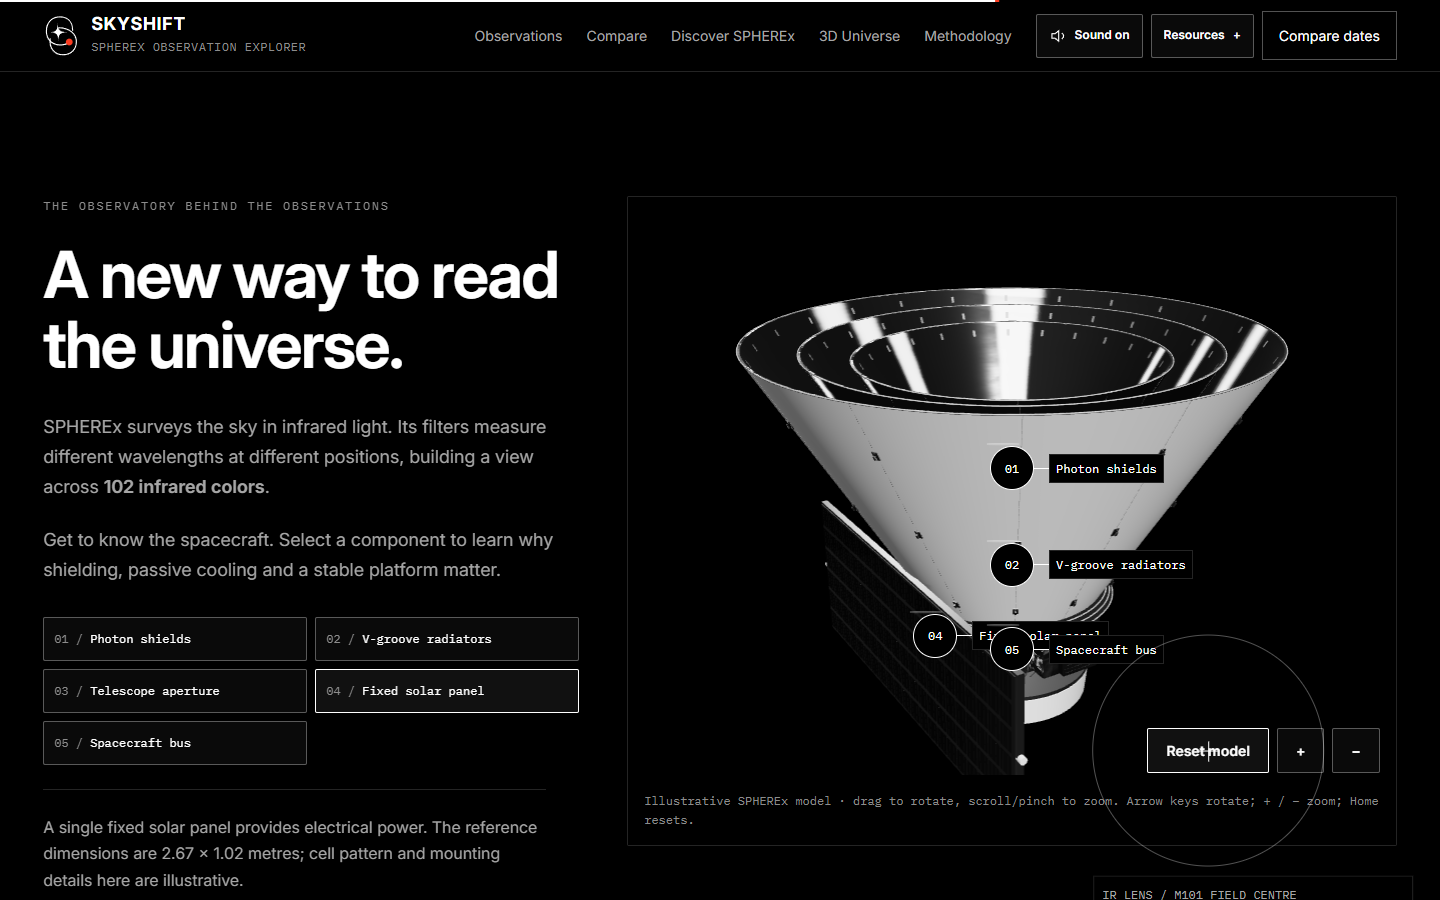 SKYSHIFT
SPHEREX OBSERVATION EXPLORER
Observations
Compare
Discover SPHEREx
3D Universe
Methodology
Sound on
Resources +
Compare dates
THE OBSERVATORY BEHIND THE OBSERVATIONS
A new way to read
the universe.
SPHEREx surveys the sky in infrared light. Its filters measure
different wavelengths at different positions, building a view
across 102 infrared colors.
Get to know the spacecraft. Select a component to learn why
shielding, passive cooling and a stable platform matter.
01 / Photon shields
02 / V-groove radiators
03 / Telescope aperture
04 / Fixed solar panel
05 / Spacecraft bus
A single fixed solar panel provides electrical power. The reference
dimensions are 2.67 × 1.02 metres; cell pattern and mounting
details here are illustrative.
01 Photon shields
02 V-groove radiators
04
05 Spacecraft bus
Reset model
+
−
Illustrative SPHEREx model · drag to rotate, scroll/pinch to zoom. Arrow keys rotate; + / − zoom; Home
resets.
IR LENS / M101 FIELD CENTRE